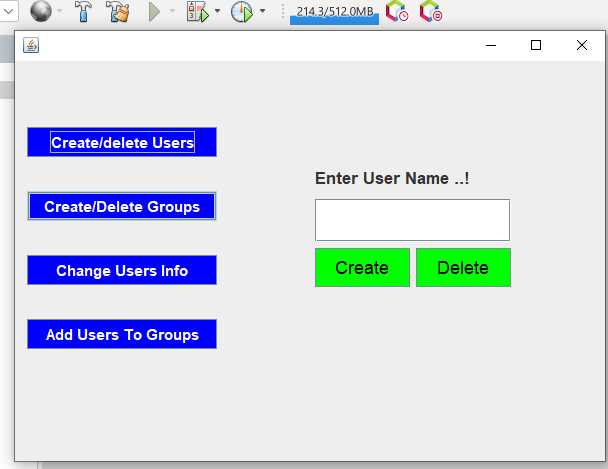 214.3/512.0MB
Create/delete Users
Create/Delete Groups
Change Users Info
Add Users To Groups
Enter User Name ..!
Create
Delete